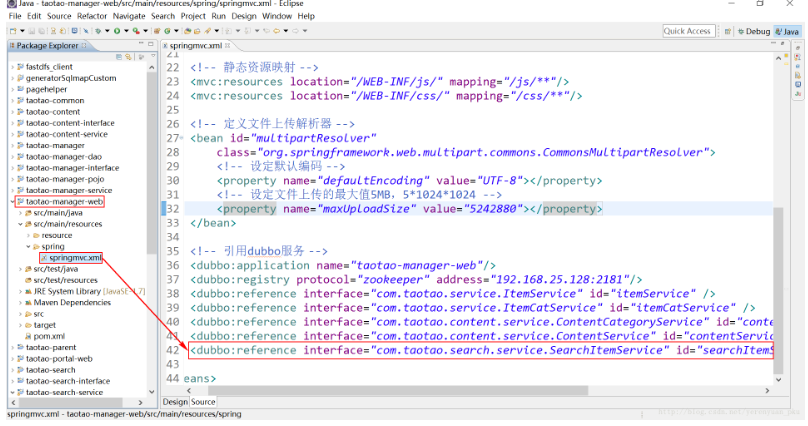 Java - taotao-manager-web/src/main/resources/spring/springmvc.xml - Eclipse
File Edit Source Refactor Navigate Search Project Run Design Window Help
Quick Access
Debug
Java
Package Explorer
fastdfs_client
generatorSqlmapCustom
pagehelper
taotao-common
taotao-content
taotao-content-interface
taotao-content-service
taotao-manager
taotao-manager-dao
taotao-manager-interface
taotao-manager-pojo
taotao-manager-service
taotao-manager-web
src/main/java
src/main/resources
resource
spring
springmvc.xml
src/test/java
src/test/resources
JRE System Library [JavaSE-1.7]
Maven Dependencies
src
target
pom.xml
taotao-parent
taotao-portal-web
taotao-search
taotao-search-interface
taotao-search-service
springmvc.xml
21
22 <!-- 静态资源映射 -->
23 <mvc:resources location="/WEB-INF/js/" mapping="/js/**"/>
24 <mvc:resources location="/WEB-INF/css/" mapping="/css/**"/>
25
26 <!-- 定义文件上传解析器 -->
27 <bean id="multipartResolver"
28 class="org.springframework.web.multipart.commons.CommonsMultipartResolver">
29 <!-- 设定默认编码 -->
30 <property name="defaultEncoding" value="UTF-8"></property>
31 <!-- 设定文件上传的最大值5MB，5*1024*1024 -->
32 <property name="maxUploadSize" value="5242880"></property>
33 </bean>
34
35 <!-- 引用dubbo服务 -->
36 <dubbo:application name="taotao-manager-web"/>
37 <dubbo:registry protocol="zookeeper" address="192.168.25.128:2181"/>
38 <dubbo:reference interface="com.taotao.service.ItemService" id="itemService" />
39 <dubbo:reference interface="com.taotao.service.ItemCatService" id="itemCatService" />
40 <dubbo:reference interface="com.taotao.content.service.ContentCategoryService" id="conte
41 <dubbo:reference interface="com.taotao.content.service.ContentService" id="contentServic
42 <dubbo:reference interface="com.taotao.search.service.SearchItemService" id="searchItemS
43
44 eans>
Design Source
springmvc.xml - taotao-manager-web/src/main/resources/spring